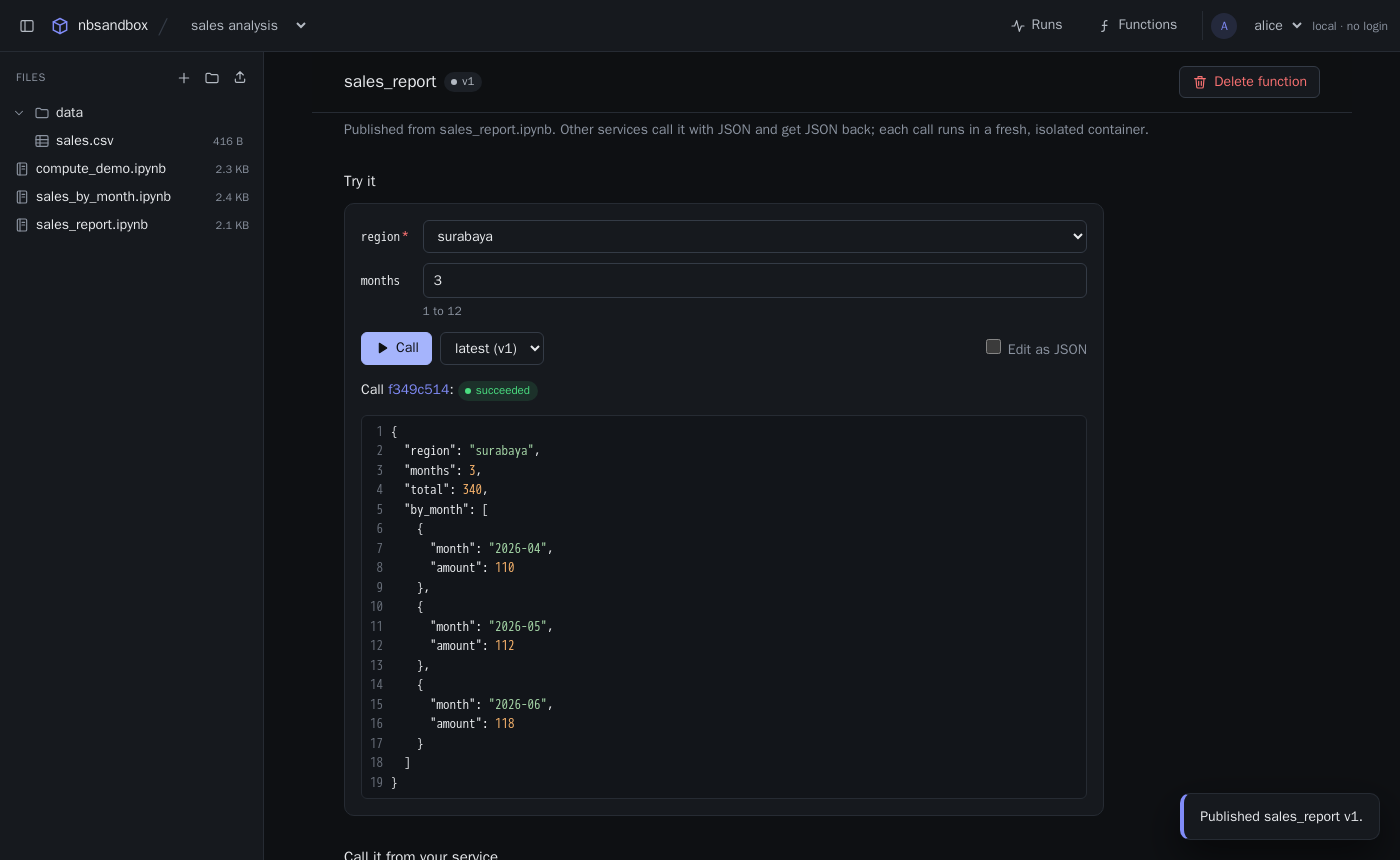 nbsandbox / sales analysis Runs Functions A alice local · no login
FILES
data
sales.csv 416 B
compute_demo.ipynb 2.3 KB
sales_by_month.ipynb 2.4 KB
sales_report.ipynb 2.1 KB
sales_report v1 Delete function
Published from sales_report.ipynb. Other services call it with JSON and get JSON back; each call runs in a fresh, isolated container.
Try it
region* surabaya
months 3
1 to 12
Call latest (v1) Edit as JSON
Call f349c514: succeeded
1 {
2 "region": "surabaya",
3 "months": 3,
4 "total": 340,
5 "by_month": [
6 {
7 "month": "2026-04",
8 "amount": 110
9 },
10 {
11 "month": "2026-05",
12 "amount": 112
13 },
14 {
15 "month": "2026-06",
16 "amount": 118
17 }
18 ]
19 }
Published sales_report v1.
Call it from your service